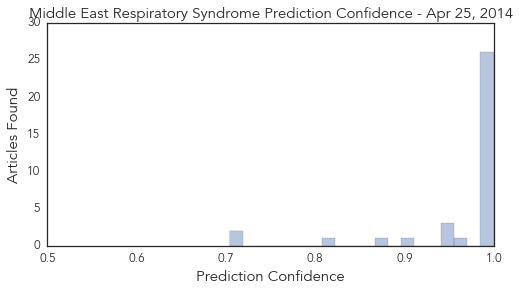 Middle East Respiratory Syndrome Prediction Confidence - Apr 25, 2014
30
25
20
15
10
5
0
Articles Found
0.5 0.6 0.7 0.8 0.9 1.0
Prediction Confidence